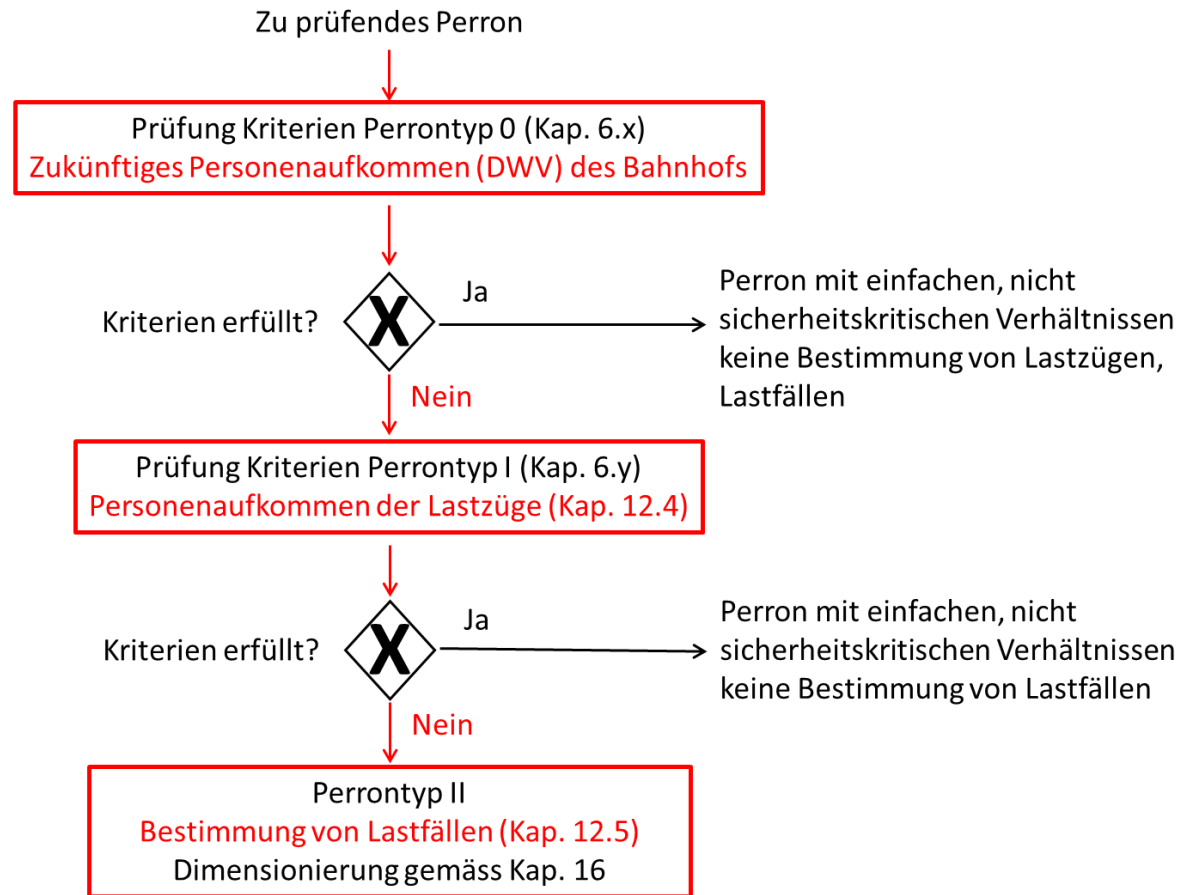 Zu prüfendes Perron
Prüfung Kriterien Perrontyp 0 (Kap. 6.x)
Zukünftiges Personenaufkommen (DWV) des Bahnhofs
Kriterien erfüllt?
X
Ja
Perron mit einfachen, nicht
sicherheitskritischen Verhältnissen
keine Bestimmung von Lastzügen,
Lastfällen
Nein
Prüfung Kriterien Perrontyp I (Kap. 6.y)
Personenaufkommen der Lastzüge (Kap. 12.4)
Kriterien erfüllt?
X
Ja
Perron mit einfachen, nicht
sicherheitskritischen Verhältnissen
keine Bestimmung von Lastfällen
Nein
Perrontyp II
Bestimmung von Lastfällen (Kap. 12.5)
Dimensionierung gemäss Kap. 16